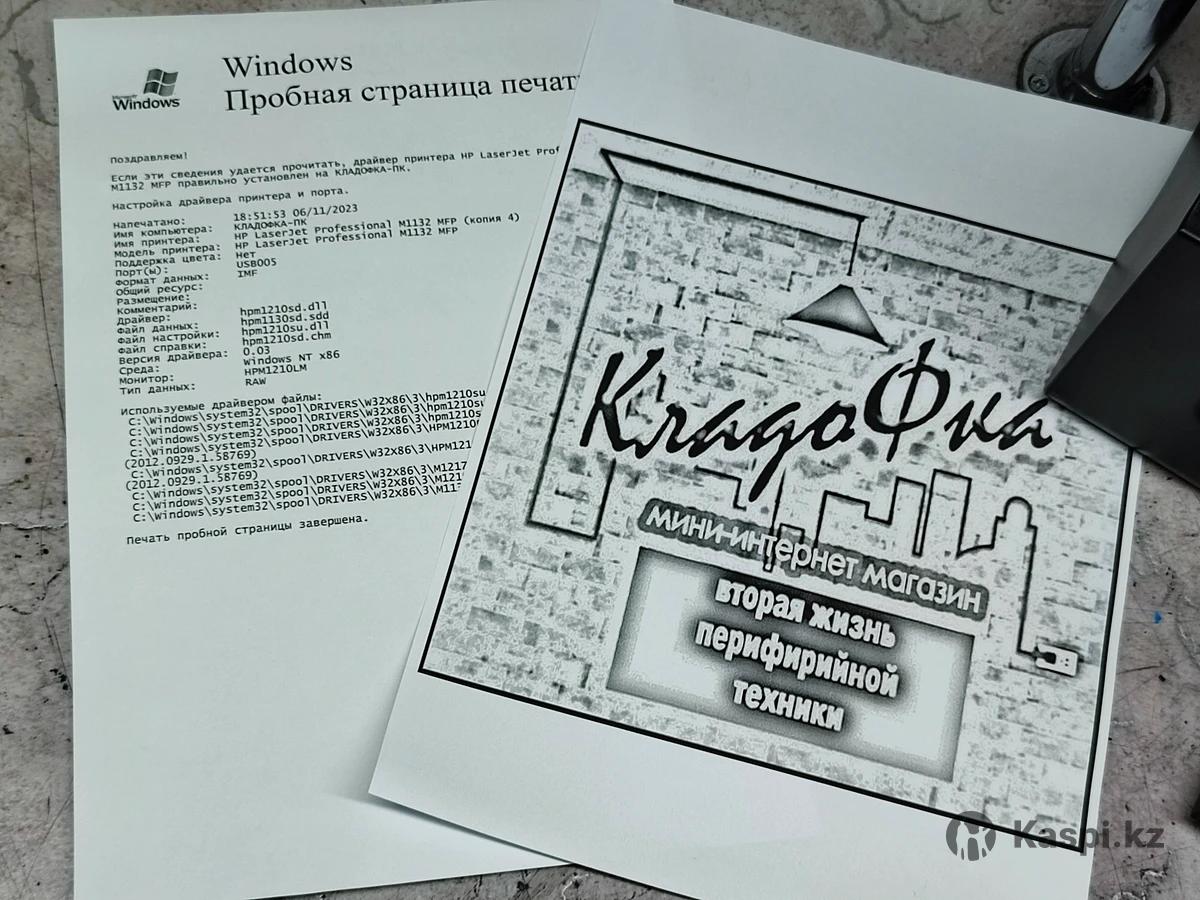 Microsoft
Windows
Windows
Пробная страница печат
Поздравляем!
Если эти сведения удается прочитать, драйвер принтера HP LaserJet Prof
M1132 MFP правильно установлен на КЛАДОФКА-ПК.
Настройка драйвера принтера и порта.
Напечатано: 18:51:53 06/11/2023
Имя компьютера: КЛАДОФКА-ПК
Имя принтера: HP LaserJet Professional M1132 MFP (копия 4)
Модель принтера: HP LaserJet Professional M1132 MFP
Поддержка цвета: Нет
Порт(ы): USB005
Формат данных: IMF
Общий ресурс:
Размещение:
Комментарий:
Драйвер: hpm1210sd.dll
Файл данных: hpm1130sd.sdd
Файл настройки: hpm1210su.dll
Файл справки: hpm1210sd.chm
Версия драйвера: 0.03
Среда: Windows NT x86
Монитор: HPM1210LM
Тип данных: RAW
Используемые драйвером файлы:
C:\Windows\system32\spool\DRIVERS\W32X86\3\hpm1210su
C:\Windows\system32\spool\DRIVERS\W32X86\3\hpm1210su
C:\Windows\system32\spool\DRIVERS\W32X86\3\hpm1210s
C:\Windows\system32\spool\DRIVERS\W32X86\3\HPM1210
(2012.0929.1.58769)
C:\Windows\system32\spool\DRIVERS\W32X86\3\HPM121
(2012.0929.1.58769)
C:\Windows\system32\spool\DRIVERS\W32X86\3\M1217
C:\Windows\system32\spool\DRIVERS\W32X86\3\M121
C:\Windows\system32\spool\DRIVERS\W32X86\3\M113
Печать пробной страницы завершена.
КладоФка
мини-интернет магазин
вторая жизнь
перифирийной
техники
Kaspi.kz